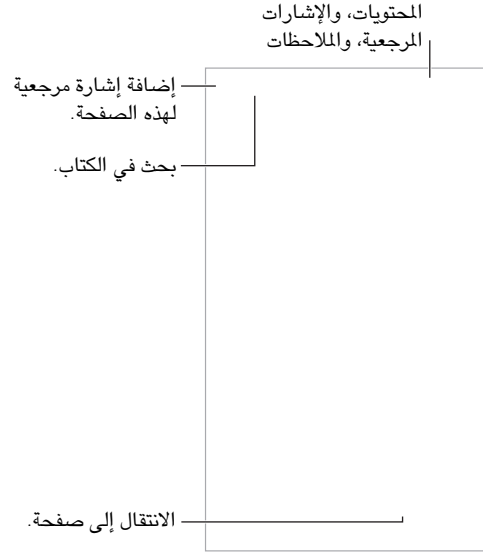 المحتويات، والإشارات
المرجعية، والملاحظات
إضافة إشارة مرجعية
لهذه الصفحة.
بحث في الكتاب.
الانتقال إلى صفحة.